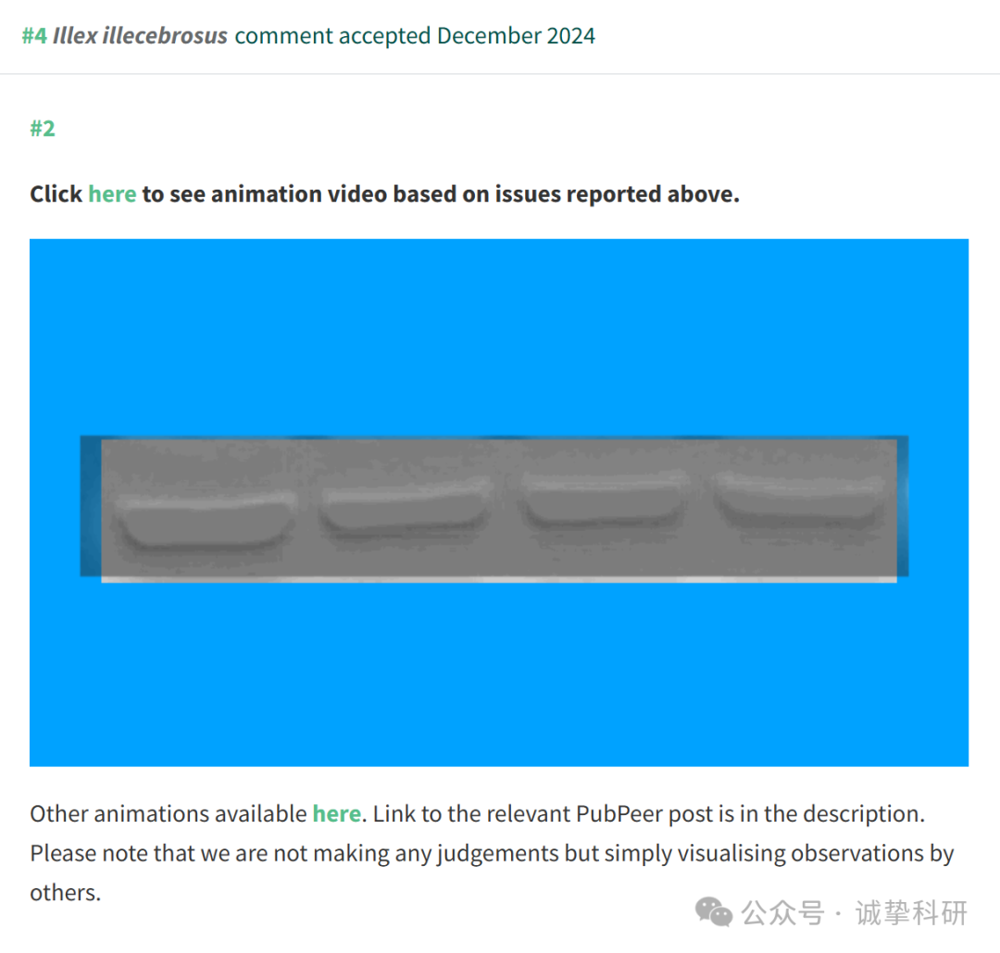 #4 Illex illecebrosus comment accepted December 2024
#2
Click here to see animation video based on issues reported above.
Other animations available here. Link to the relevant PubPeer post is in the description.
Please note that we are not making any judgements but simply visualising observations by
others.
公众号 · 诚挚科研